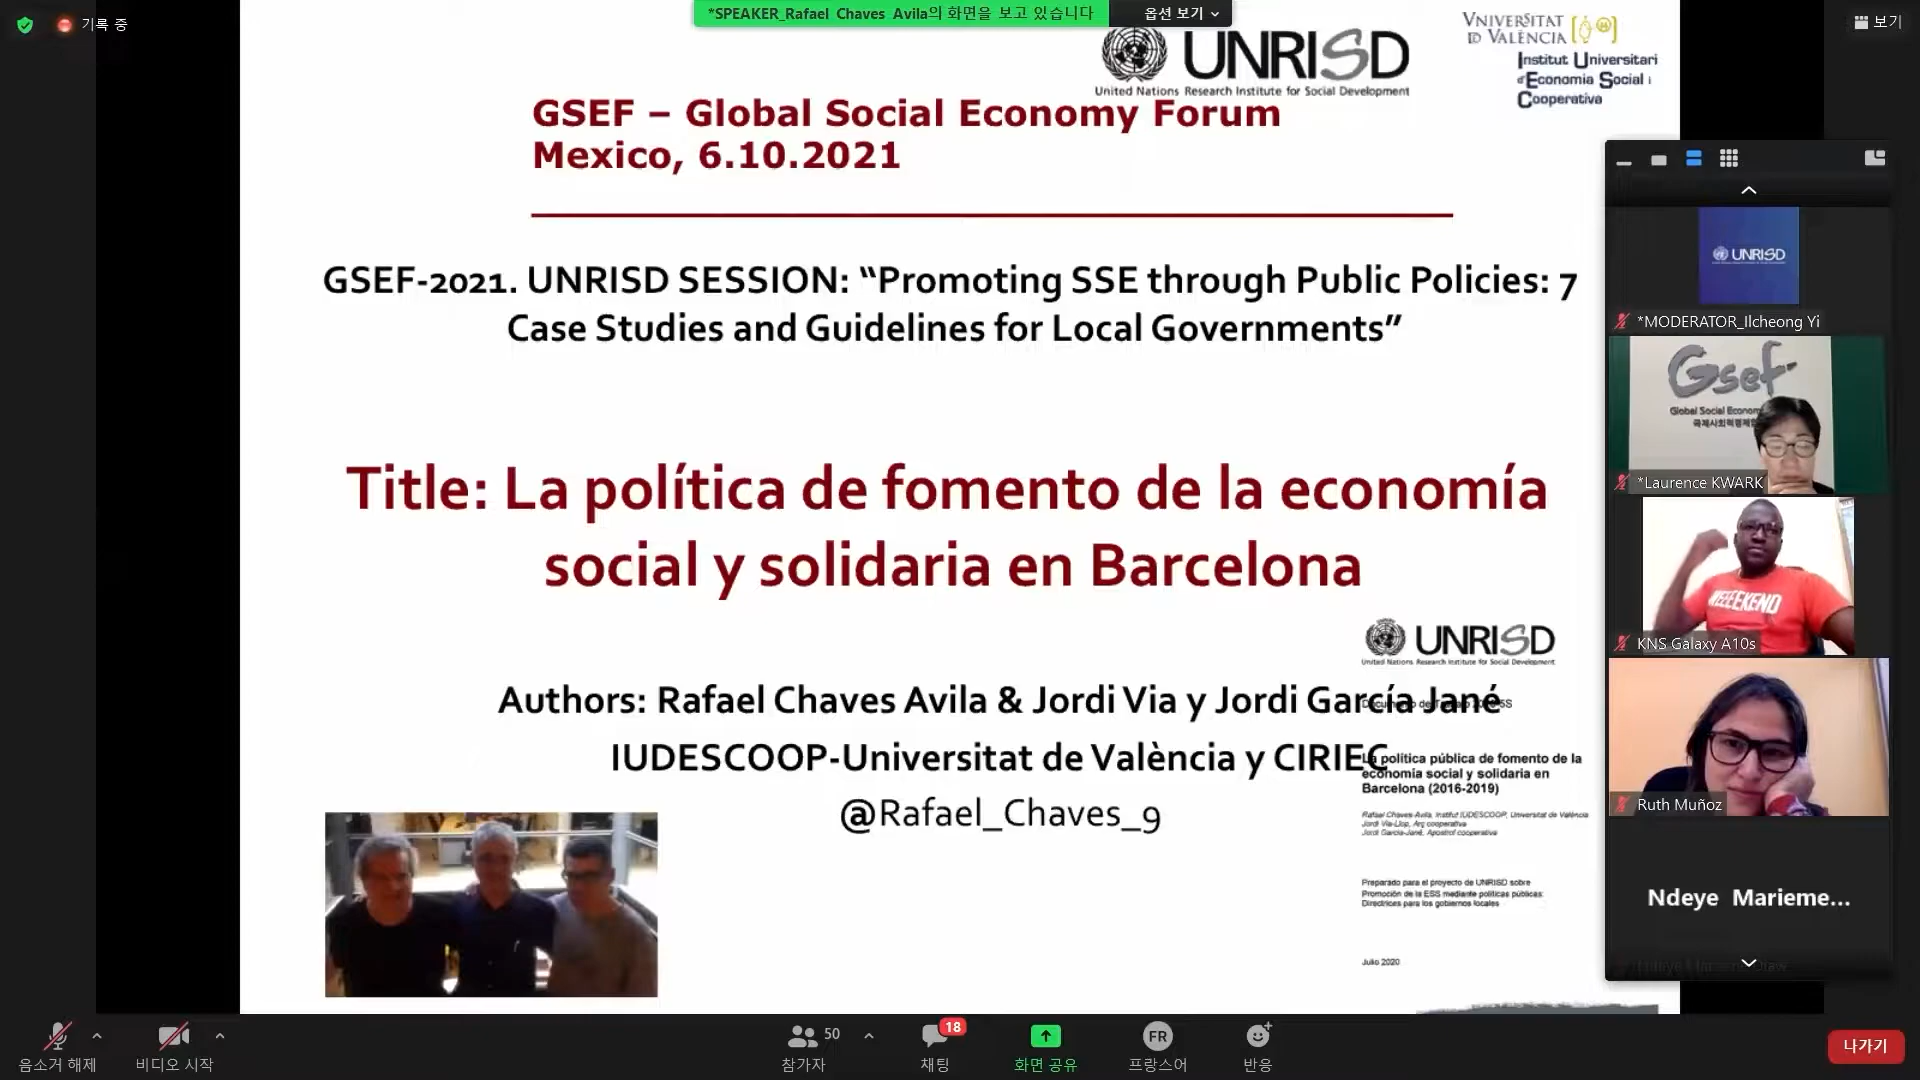 기록 중
*SPEAKER_Rafael Chaves Avila의 화면을 보고 있습니다
옵션 보기
보기
UNRISD
United Nations Research Institute for Social Development
VNIVERSITAT
ID VALÈNCIA
Institut Universitari
d'Economia Social i
Cooperativa
GSEF – Global Social Economy Forum
Mexico, 6.10.2021
GSEF-2021. UNRISD SESSION: “Promoting SSE through Public Policies: 7
Case Studies and Guidelines for Local Governments”
Title: La política de fomento de la economía
social y solidaria en Barcelona
UNRISD
United Nations Research Institute for Social Development
Authors: Rafael Chaves Avila & Jordi Via y Jordi García Jané
IUDESCOOP-Universitat de València y CIRIEC
@Rafael_Chaves_9
La política pública de fomento de la
economía social y solidaria en
Barcelona (2016-2019)
Rafael Chaves-Avila, Institut IUDESCOOP, Universitat de València
Jordi Via-Llop, Arç cooperativa
Jordi Garcia-Jané, Apostrof cooperativa
Preparado para el proyecto de UNRISD sobre
Promoción de la ESS mediante políticas públicas:
Directrices para los gobiernos locales
Julio 2020
UNRISD
*MODERATOR_Ilcheong Yi
Gsef
Global Social Econom
국제사회적경제협
*Laurence KWARK
WEEEEKEND
KNS Galaxy A10s
Ruth Muñoz
Ndeye Marieme...
음소거 해제
비디오 시작
50
참가자
18
채팅
화면 공유
FR
프랑스어
반응
나가기